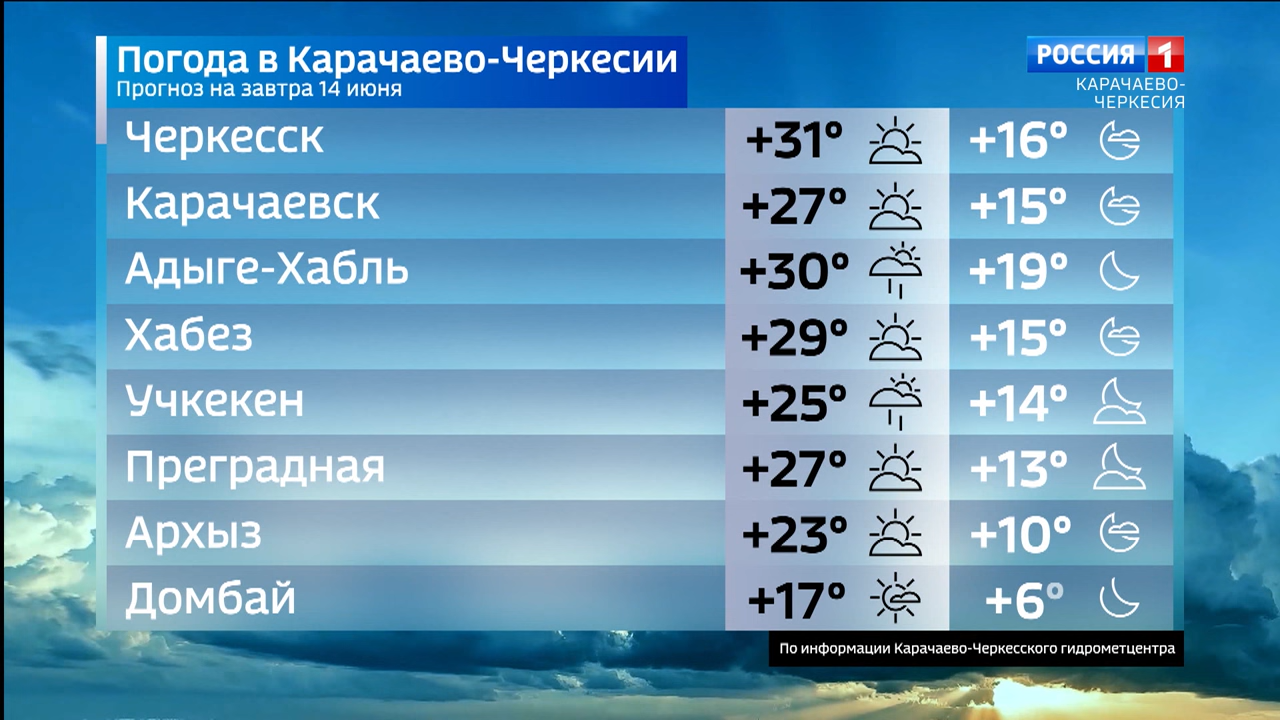 Погода в Карачаево-Черкесии
Прогноз на завтра 14 июня
РОССИЯ 1
КАРАЧАЕВО-
ЧЕРКЕСИЯ
Черкесск +31° +16°
Карачаевск +27° +15°
Адыге-Хабль +30° +19°
Хабез +29° +15°
Учкекен +25° +14°
Преградная +27° +13°
Архыз +23° +10°
Домбай +17° +6°
По информации Карачаево-Черкесского гидрометцентра